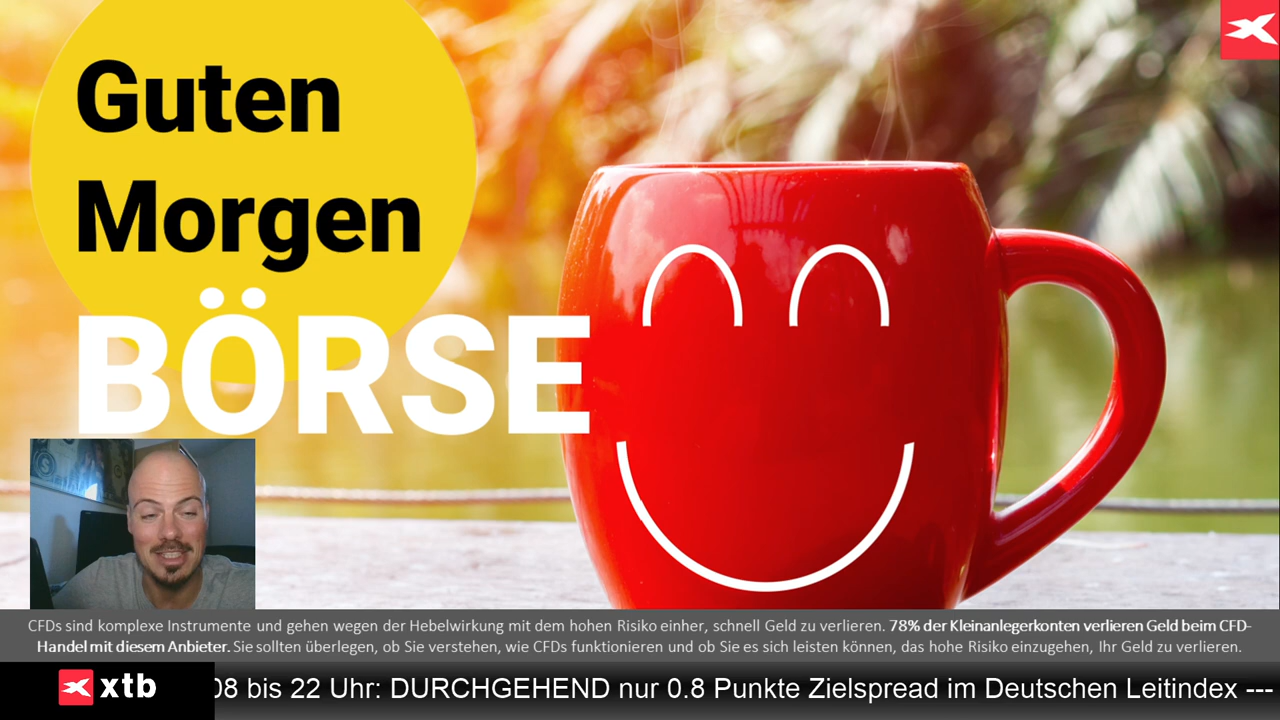 Guten
Morgen
BÖRSE
CFDs sind komplexe Instrumente und gehen wegen der Hebelwirkung mit dem hohen Risiko einher, schnell Geld zu verlieren. 78% der Kleinanlegerkonten verlieren Geld beim CFD-
Handel mit diesem Anbieter. Sie sollten überlegen, ob Sie verstehen, wie CFDs funktionieren und ob Sie es sich leisten können, das hohe Risiko einzugehen, Ihr Geld zu verlieren.
xtb
08 bis 22 Uhr: DURCHGEHEND nur 0.8 Punkte Zielspread im Deutschen Leitindex ---